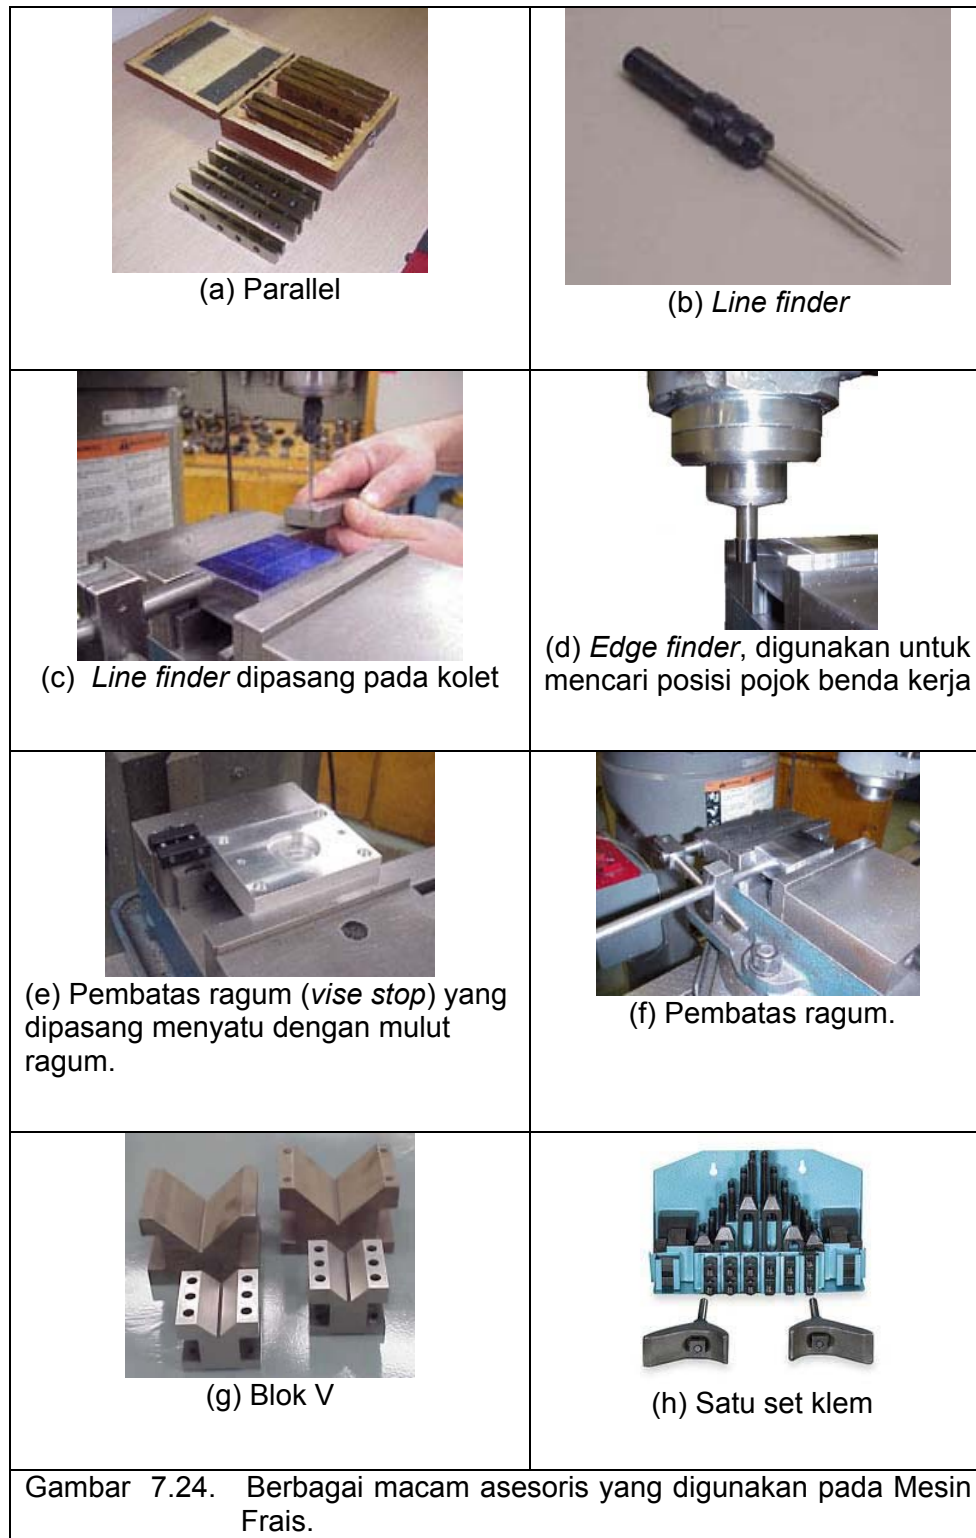 (a) Parallel
(b) Line finder
(c) Line finder dipasang pada kolet
(d) Edge finder, digunakan untuk
mencari posisi pojok benda kerja
(e) Pembatas ragum (vise stop) yang
dipasang menyatu dengan mulut
ragum.
(f) Pembatas ragum.
(g) Blok V
(h) Satu set klem
Gambar 7.24. Berbagai macam asesoris yang digunakan pada Mesin
Frais.